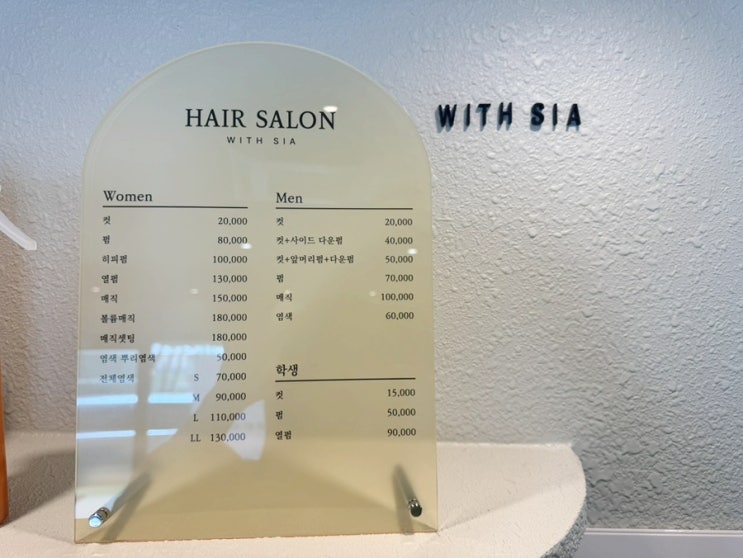 HAIR SALON
WITH SIA
WITH SIA
Women
컷 20,000
펌 80,000
히피펌 100,000
열펌 130,000
매직 150,000
볼륨매직 180,000
매직셋팅 180,000
염색 뿌리염색 50,000
전체염색 S 70,000
M 90,000
L 110,000
LL 130,000
Men
컷 20,000
컷+사이드 다운펌 40,000
컷+앞머리펌+다운펌 50,000
펌 70,000
매직 100,000
염색 60,000
학생
컷 15,000
펌 50,000
열펌 90,000